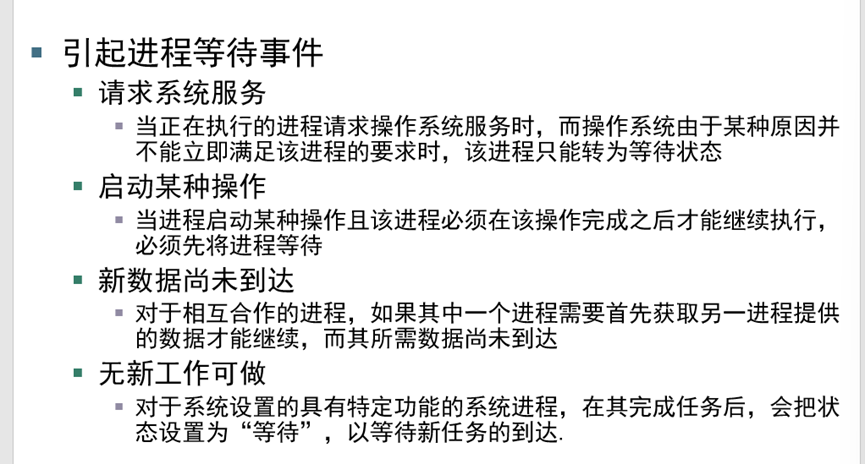 引起进程等待事件
请求系统服务
当正在执行的进程请求操作系统服务时，而操作系统由于某种原因并
不能立即满足该进程的要求时，该进程只能转为等待状态
启动某种操作
当进程启动某种操作且该进程必须在该操作完成之后才能继续执行，
必须先将进程等待
新数据尚未到达
对于相互合作的进程，如果其中一个进程需要首先获取另一进程提供
的数据才能继续，而其所需数据尚未到达
无新工作可做
对于系统设置的具有特定功能的系统进程，在其完成任务后，会把状
态设置为“等待”，以等待新任务的到达.